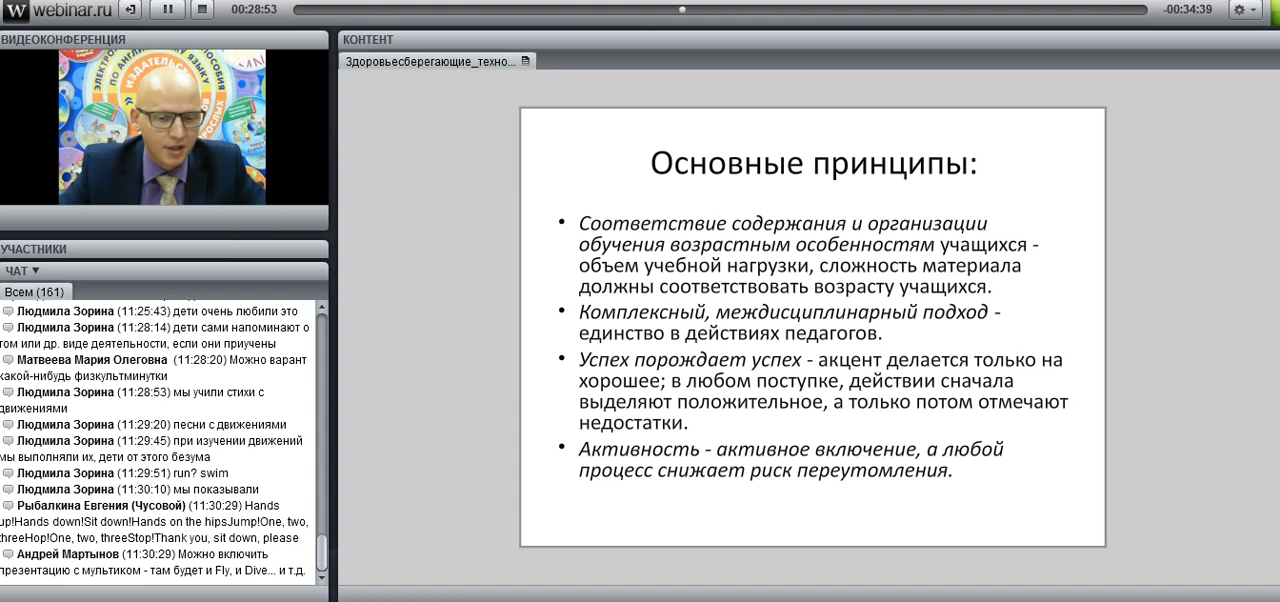 W webinar.ru
00:28:53
-00:34:39
ВИДЕОКОНФЕРЕНЦИЯ
ЭЛЕКТРО
ПО АНГЛИ
ИЗДАТЕЛЬС
ЯЗЫКУ
ПОСОБИЯ
УЧАСТНИКИ
ЧАТ
Всем (161)
Людмила Зорина (11:25:43) дети очень любили это
Людмила Зорина (11:28:14) дети сами напоминают о
том или др. виде деятельности, если они приучены
Матвеева Мария Олеговна (11:28:20) Можно варант
какой-нибудь физкультминутки
Людмила Зорина (11:28:53) мы учили стихи с
движениями
Людмила Зорина (11:29:20) песни с движениями
Людмила Зорина (11:29:45) при изучении движений
мы выполняли их, дети от этого безума
Людмила Зорина (11:29:51) run? swim
Людмила Зорина (11:30:10) мы показывали
Рыбалкина Евгения (Чусовой) (11:30:29) Hands
up!Hands down!Sit down!Hands on the hipsJump!One, two,
threeHop!One, two, threeStop!Thank you, sit down, please
Андрей Мартынов (11:30:29) Можно включить
презентацию с мультиком - там будет и Fly, и Dive... и т.д.
КОНТЕНТ
Здоровьесберегающие_техно...
Основные принципы:
• Соответствие содержания и организации
обучения возрастным особенностям учащихся -
объем учебной нагрузки, сложность материала
должны соответствовать возрасту учащихся.
• Комплексный, междисциплинарный подход -
единство в действиях педагогов.
• Успех порождает успех - акцент делается только на
хорошее; в любом поступке, действии сначала
выделяют положительное, а только потом отмечают
недостатки.
• Активность - активное включение, а любой
процесс снижает риск переутомления.